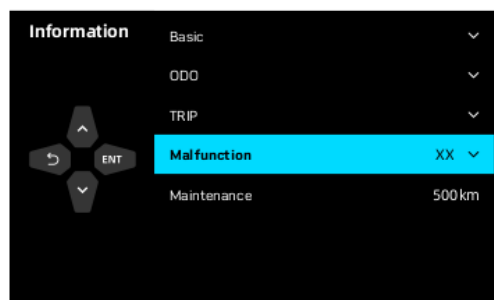 Information
Basic
ODO
TRIP
ENT
Malfunction XX
Maintenance 500km